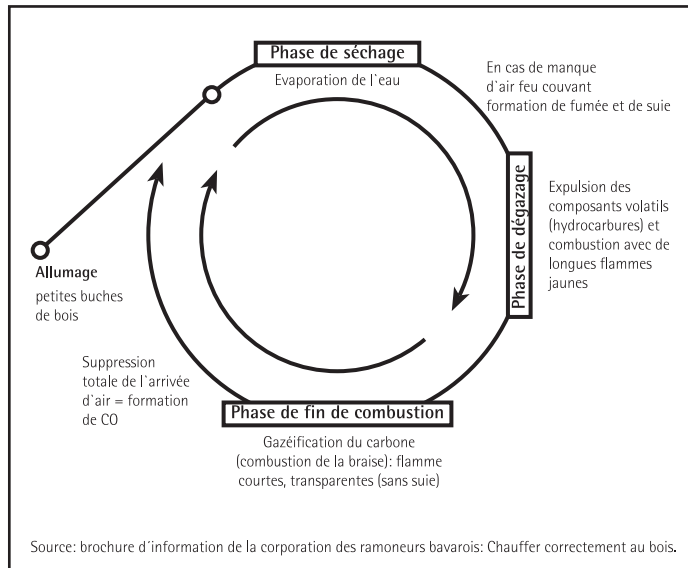 Phase de séchage
Evaporation de l`eau
En cas de manque
d`air feu couvant
formation de fumée et de suie
Phase de dégazage
Expulsion des
composants volatils
(hydrocarbures) et
combustion avec de
longues flammes
jaunes
Allumage
petites buches
de bois
Suppression
totale de l`arrivée
d`air = formation
de CO
Phase de fin de combustion
Gazéification du carbone
(combustion de la braise): flamme
courtes, transparentes (sans suie)
Source: brochure d´information de la corporation des ramoneurs bavarois: Chauffer correctement au bois.